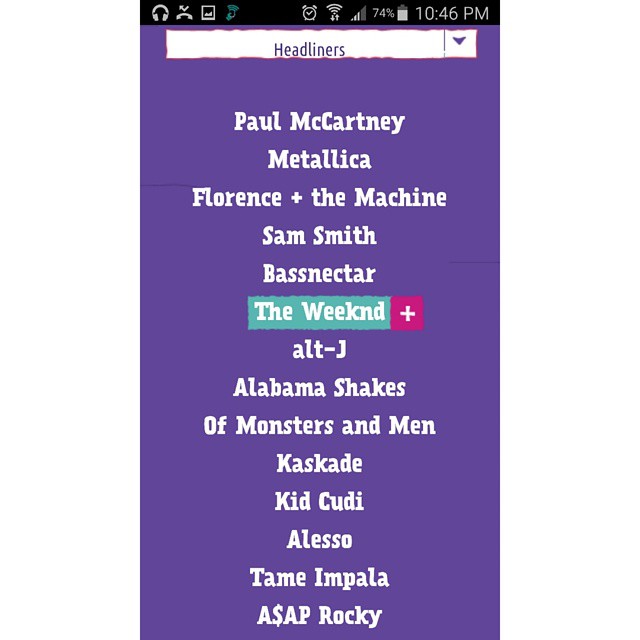 74% 10:46 PM
Headliners
Paul McCartney
Metallica
Florence + the Machine
Sam Smith
Bassnectar
The Weeknd +
alt-J
Alabama Shakes
Of Monsters and Men
Kaskade
Kid Cudi
Alesso
Tame Impala
A$AP Rocky